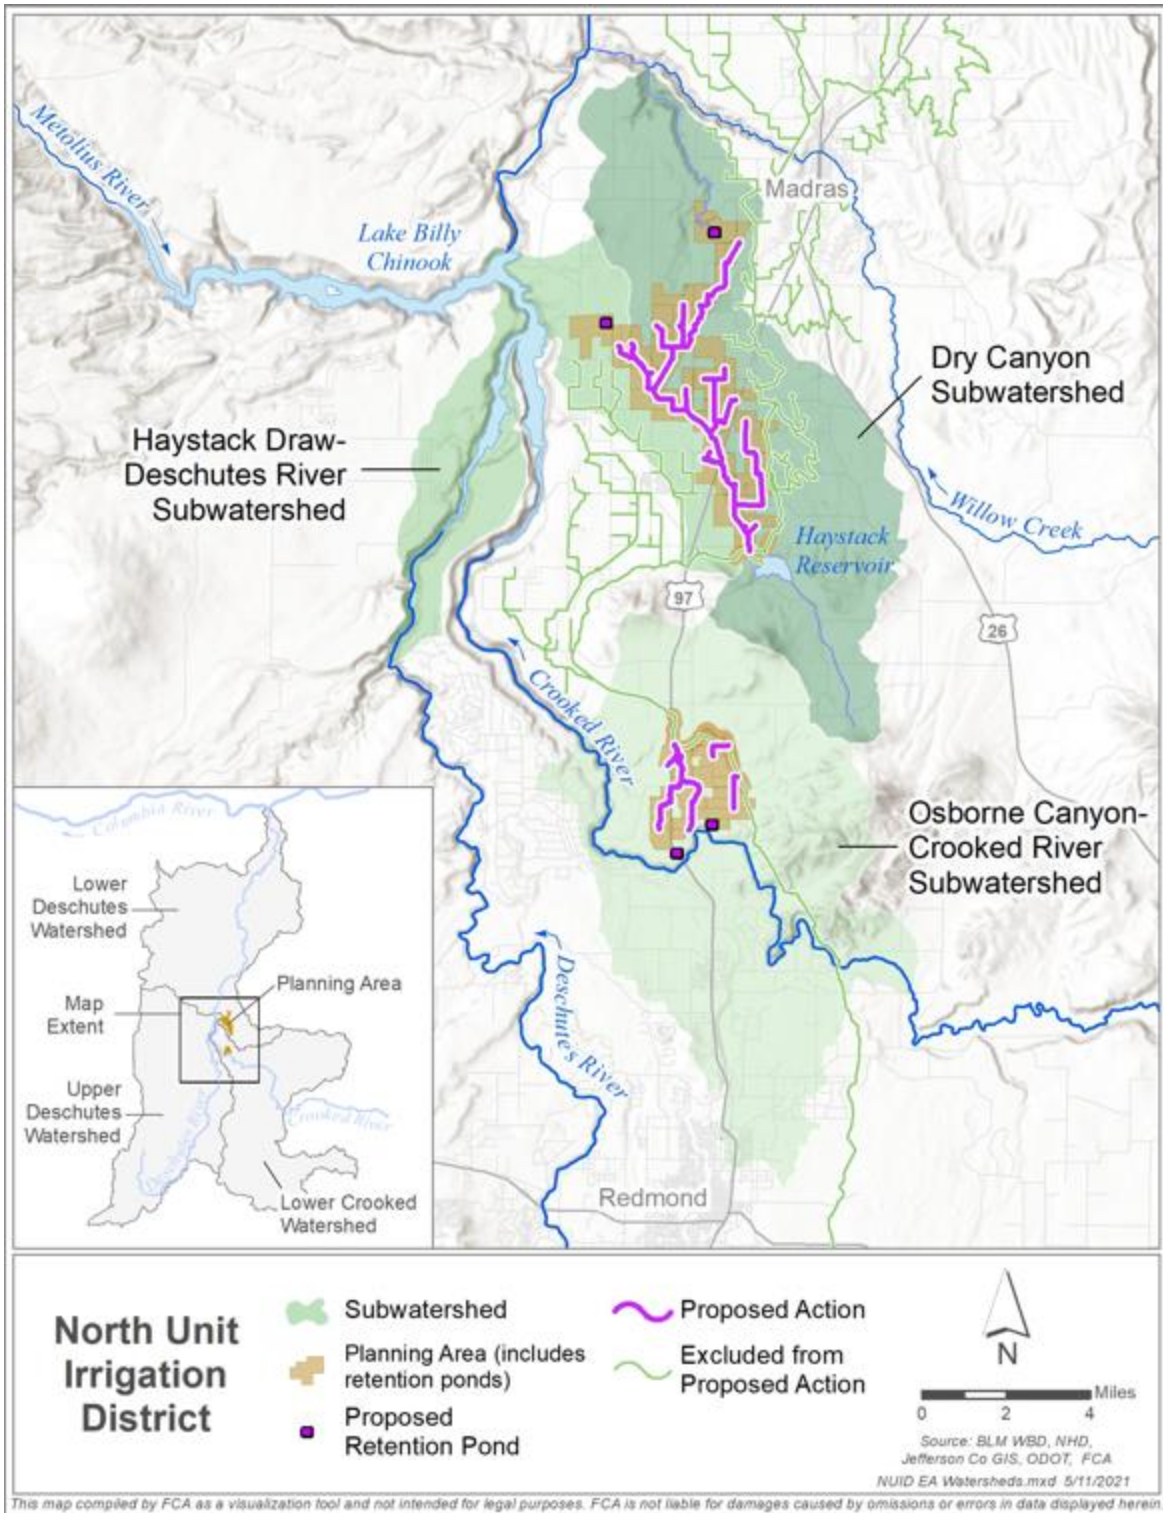 Metolius River
Lake Billy
Chinook
Madras
Dry Canyon
Subwatershed
Haystack Draw-
Deschutes River
Subwatershed
Willow Creek
Haystack
Reservoir
97
26
Crooked River
Osborne Canyon-
Crooked River
Subwatershed
Deschutes River
Redmond
Columbia River
Lower
Deschutes
Watershed
Planning Area
Map
Extent
Upper
Deschutes
Watershed
Deschutes River
Crooked River
Lower Crooked
Watershed
North Unit
Irrigation
District
Subwatershed
Planning Area (includes
retention ponds)
Proposed
Retention Pond
Proposed Action
Excluded from
Proposed Action
N
Miles
0 2 4
Source: BLM WBD, NHD,
Jefferson Co GIS, ODOT, FCA
NUID EA Watersheds.mxd 5/11/2021
This map compiled by FCA as a visualization tool and not intended for legal purposes. FCA is not liable for damages caused by omissions or errors in data displayed herein.